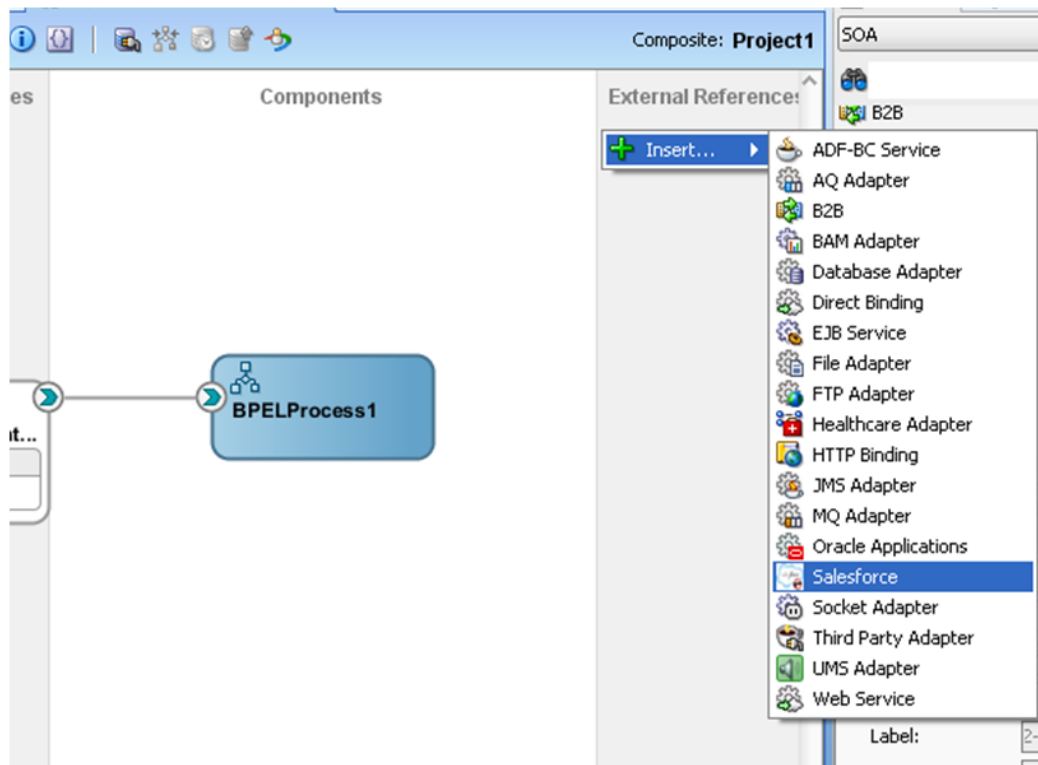 Composite: Project1
SOA
es
Components
External References
B2B
Insert...
ADF-BC Service
AQ Adapter
B2B
BAM Adapter
Database Adapter
Direct Binding
EJB Service
File Adapter
FTP Adapter
Healthcare Adapter
HTTP Binding
JMS Adapter
MQ Adapter
Oracle Applications
Salesforce
Socket Adapter
Third Party Adapter
UMS Adapter
Web Service
BPELProcess1
nt...
Label:
2-